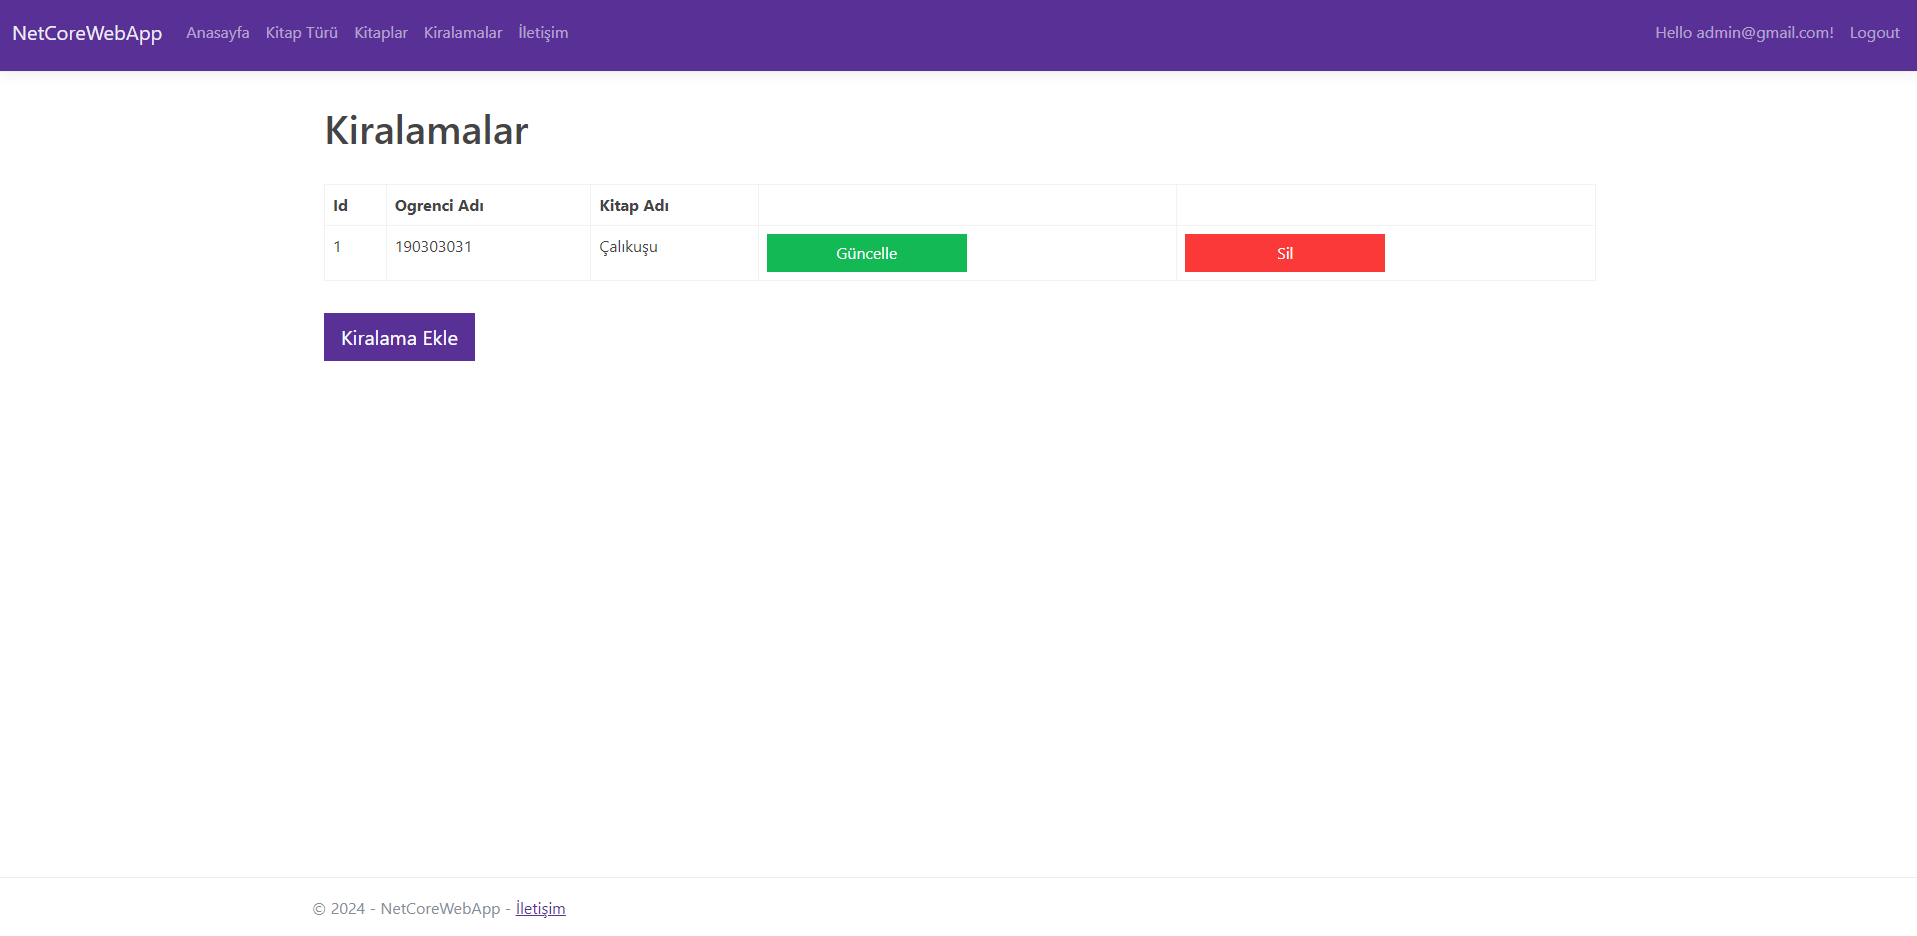 NetCoreWebApp Anasayfa Kitap Türü Kitaplar Kiralamalar İletişim Hello admin@gmail.com! Logout
Kiralamalar
Id Ogrenci Adı Kitap Adı
1 190303031 Çalıkuşu Güncelle Sil
Kiralama Ekle
© 2024 - NetCoreWebApp - İletişim